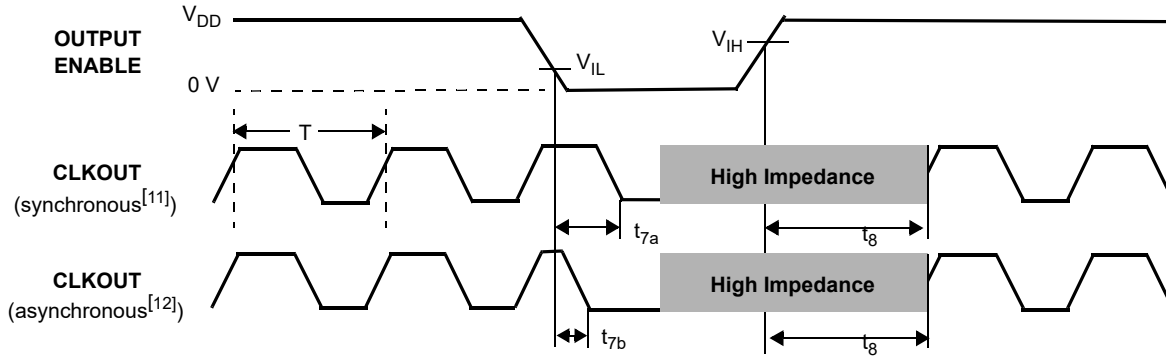 V_DD
OUTPUT
ENABLE
V_IH
V_IL
0 V
T
CLKOUT
(synchronous[11])
High Impedance
t_7a
t_8
CLKOUT
(asynchronous[12])
High Impedance
t_7b
t_8